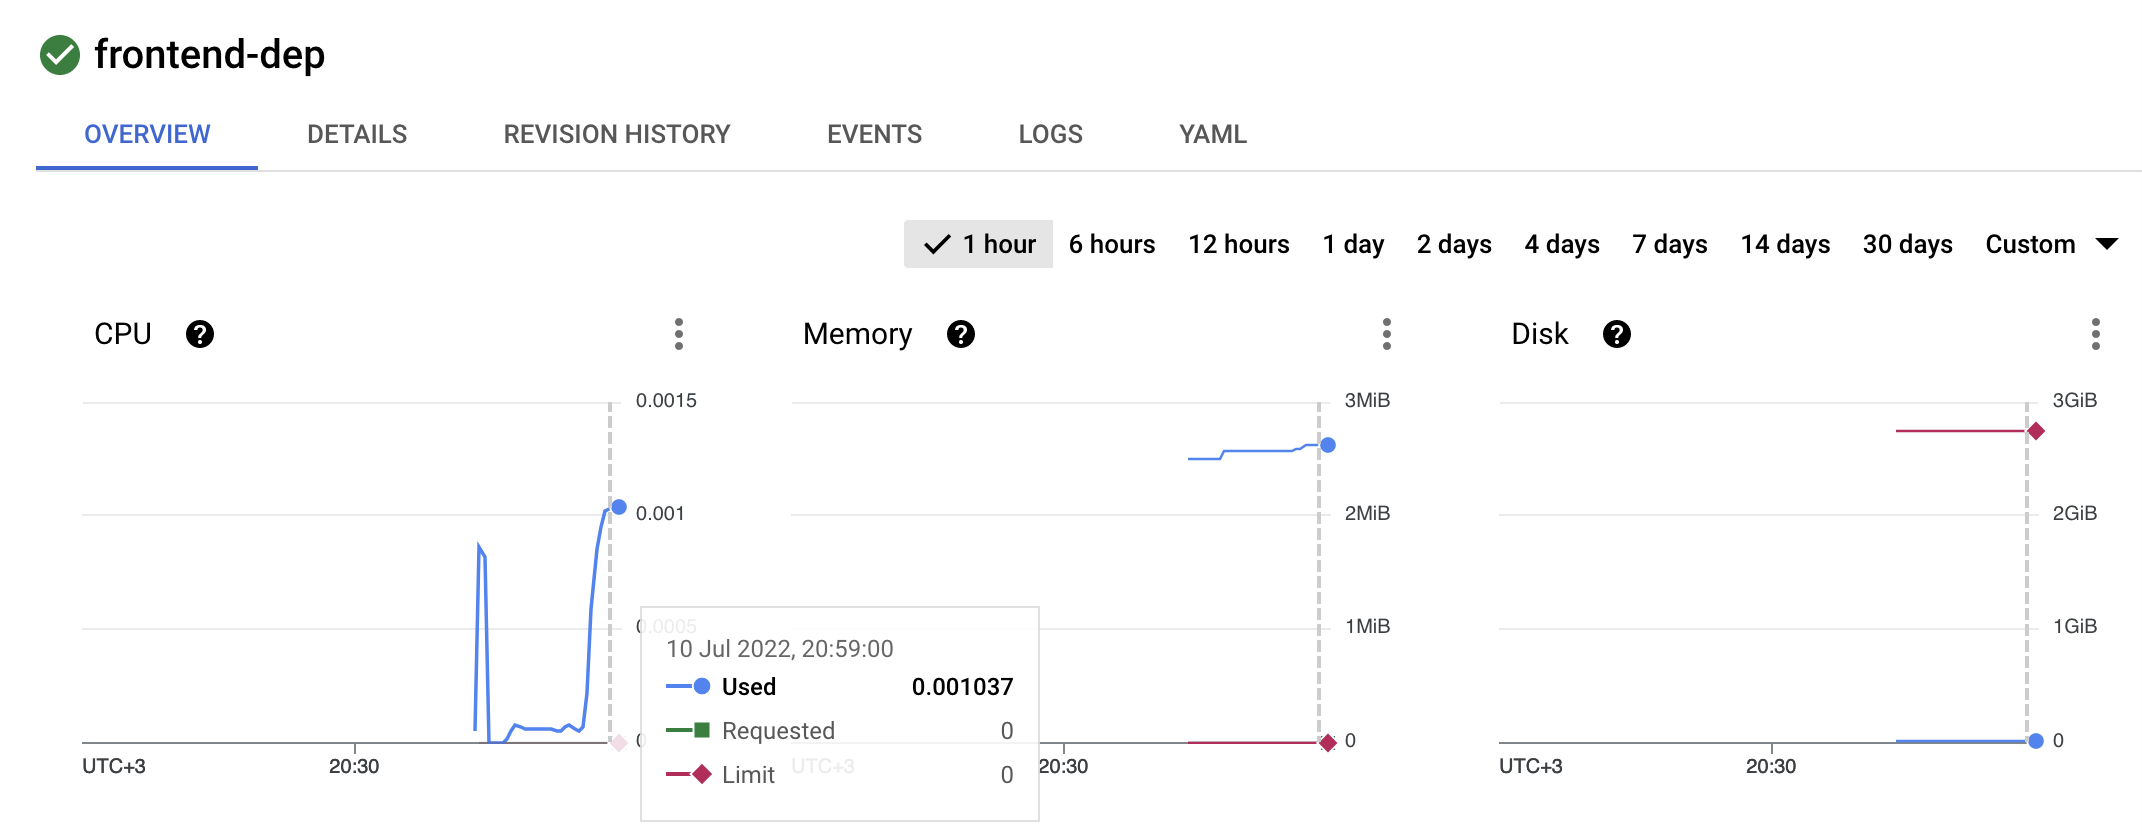 frontend-dep
OVERVIEW DETAILS REVISION HISTORY EVENTS LOGS YAML
1 hour 6 hours 12 hours 1 day 2 days 4 days 7 days 14 days 30 days Custom
CPU Memory Disk
0.0015 3MiB 3GiB
0.001 2MiB 2GiB
0.0005 1MiB 1GiB
10 Jul 2022, 20:59:00
Used 0.001037
Requested 0
Limit 0
0 0 0
UTC+3 20:30 UTC+3 20:30 UTC+3 20:30